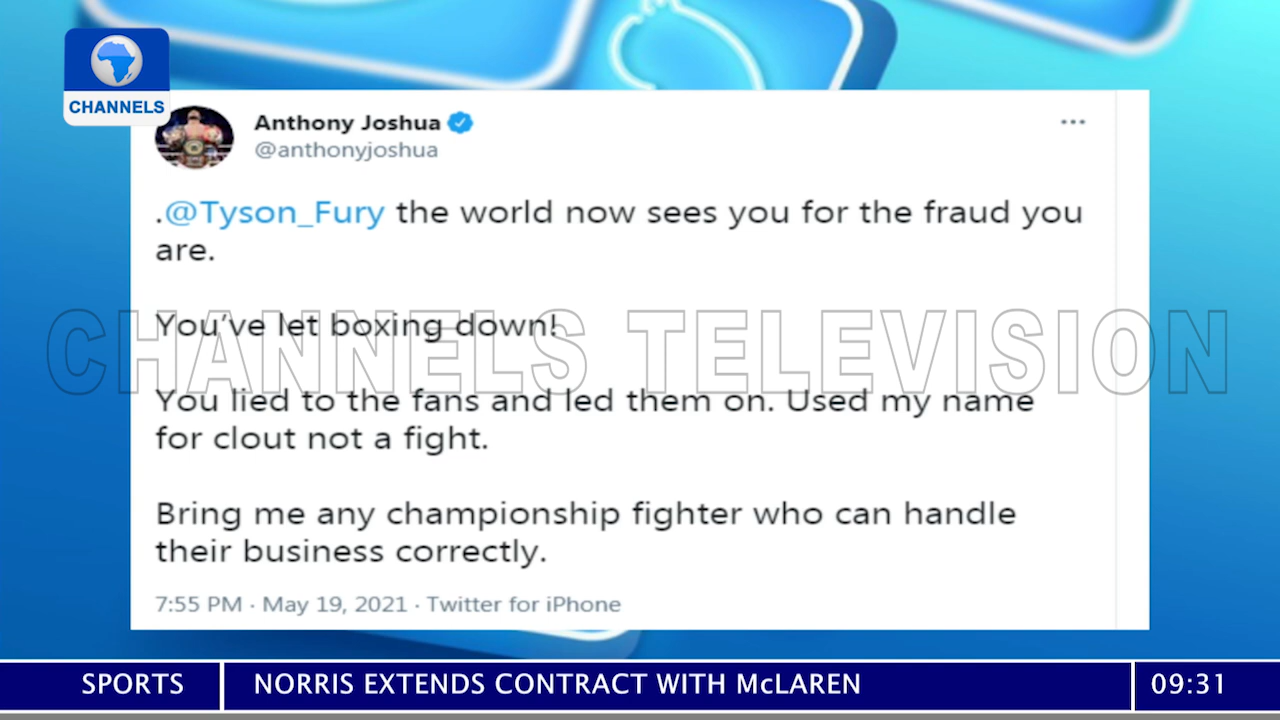 CHANNELS
Anthony Joshua
@anthonyjoshua
.@Tyson_Fury the world now sees you for the fraud you
are.
You've let boxing down!
You lied to the fans and led them on. Used my name
for clout not a fight.
Bring me any championship fighter who can handle
their business correctly.
7:55 PM · May 19, 2021 · Twitter for iPhone
CHANNELS TELEVISION
SPORTS
NORRIS EXTENDS CONTRACT WITH McLAREN
09:31